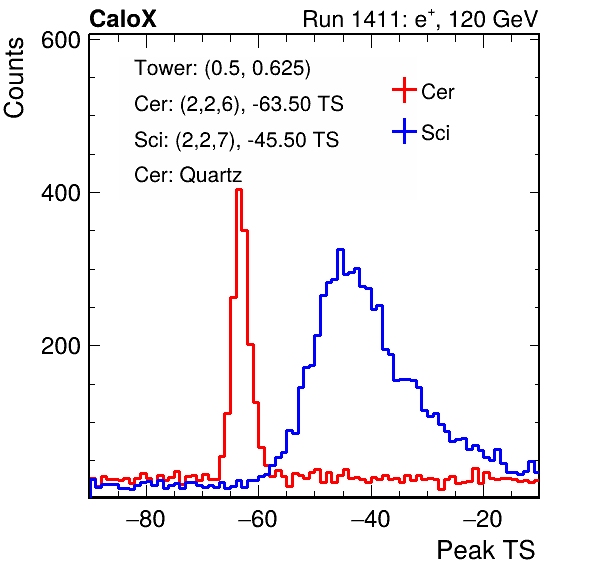 CaloX Run 1411: e+, 120 GeV
Counts
600
400
200
Tower: (0.5, 0.625)
Cer: (2,2,6), -63.50 TS
Sci: (2,2,7), -45.50 TS
Cer: Quartz
Cer
Sci
−80 −60 −40 −20
Peak TS